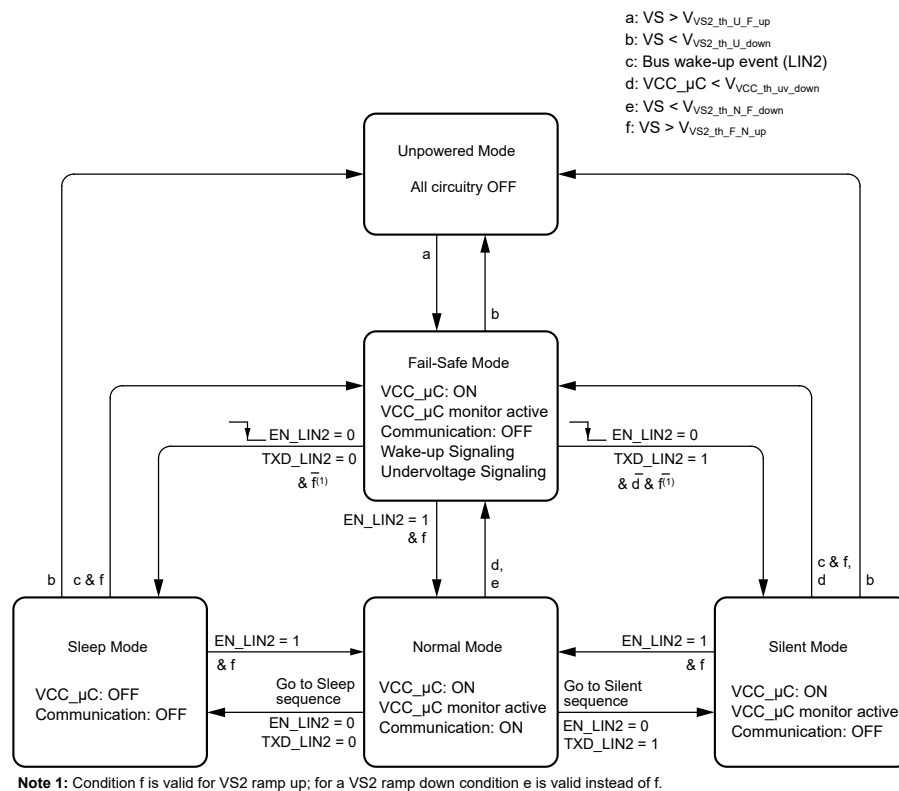 a: VS > V_VS2_th_U_F_up
b: VS < V_VS2_th_U_down
c: Bus wake-up event (LIN2)
d: VCC_µC < V_VCC_th_uv_down
e: VS < V_VS2_th_N_F_down
f: VS > V_VS2_th_F_N_up
Unpowered Mode
All circuitry OFF
a
b
Fail-Safe Mode
VCC_µC: ON
VCC_µC monitor active
Communication: OFF
Wake-up Signaling
Undervoltage Signaling
EN_LIN2 = 0
TXD_LIN2 = 0
& f̅(1)
EN_LIN2 = 0
TXD_LIN2 = 1
& d̅ & f̅(1)
EN_LIN2 = 1
& f
d,
e
b
c & f
c & f,
d
b
Sleep Mode
VCC_µC: OFF
Communication: OFF
EN_LIN2 = 1
& f
Go to Sleep
sequence
EN_LIN2 = 0
TXD_LIN2 = 0
Normal Mode
VCC_µC: ON
VCC_µC monitor active
Communication: ON
EN_LIN2 = 1
& f
Go to Silent
sequence
EN_LIN2 = 0
TXD_LIN2 = 1
Silent Mode
VCC_µC: ON
VCC_µC monitor active
Communication: OFF
Note 1: Condition f is valid for VS2 ramp up; for a VS2 ramp down condition e is valid instead of f.